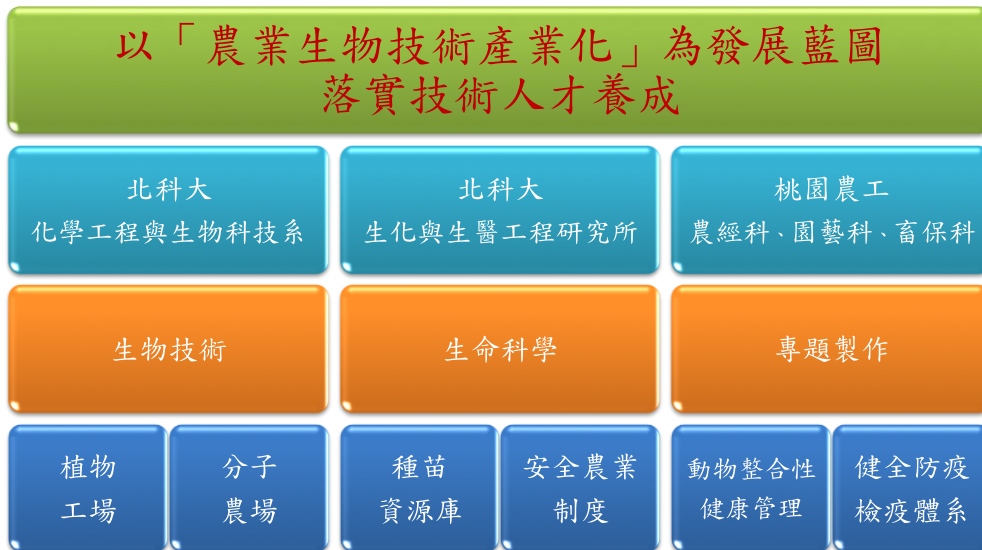 以「農業生物技術產業化」為發展藍圖
落實技術人才養成
北科大
化學工程與生物科技系
北科大
生化與生醫工程研究所
桃園農工
農經科、園藝科、畜保科
生物技術
生命科學
專題製作
植物
工場
分子
農場
種苗
資源庫
安全農業
制度
動物整合性
健康管理
健全防疫
檢疫體系